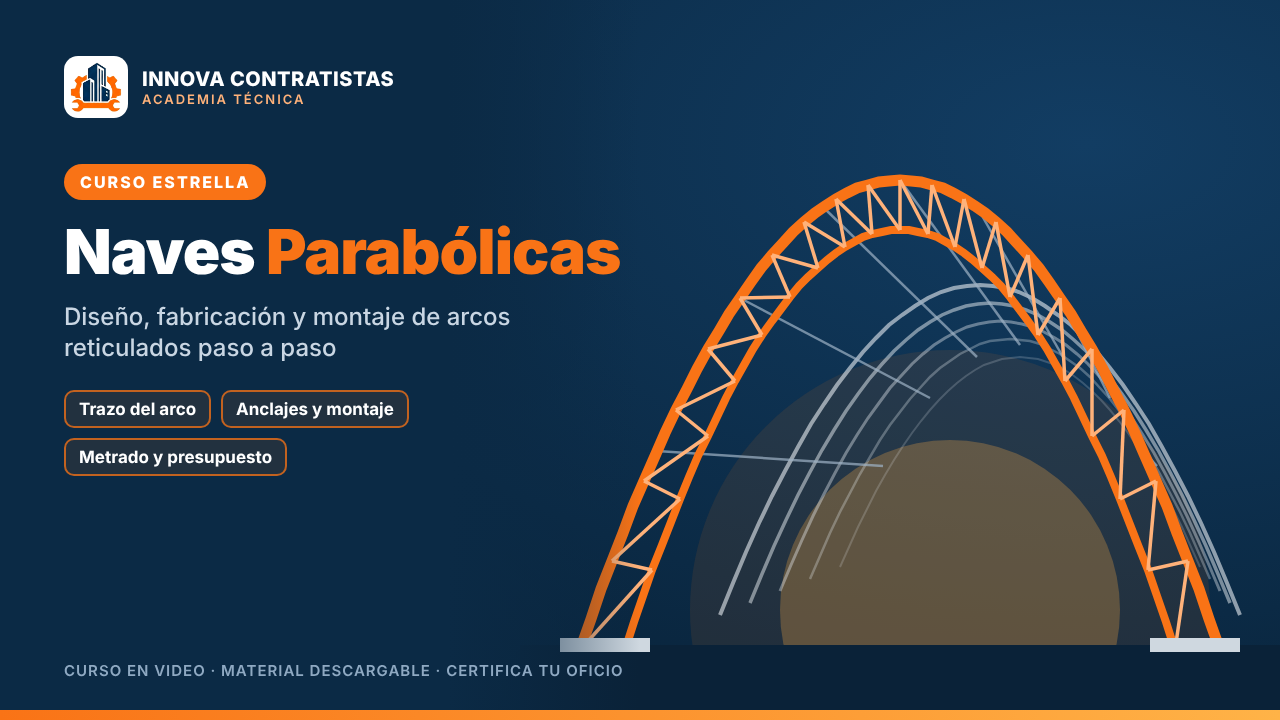 INNOVA CONTRATISTAS
ACADEMIA TÉCNICA
CURSO ESTRELLA
Naves Parabólicas
Diseño, fabricación y montaje de arcos
reticulados paso a paso
Trazo del arco
Anclajes y montaje
Metrado y presupuesto
CURSO EN VIDEO · MATERIAL DESCARGABLE · CERTIFICA TU OFICIO